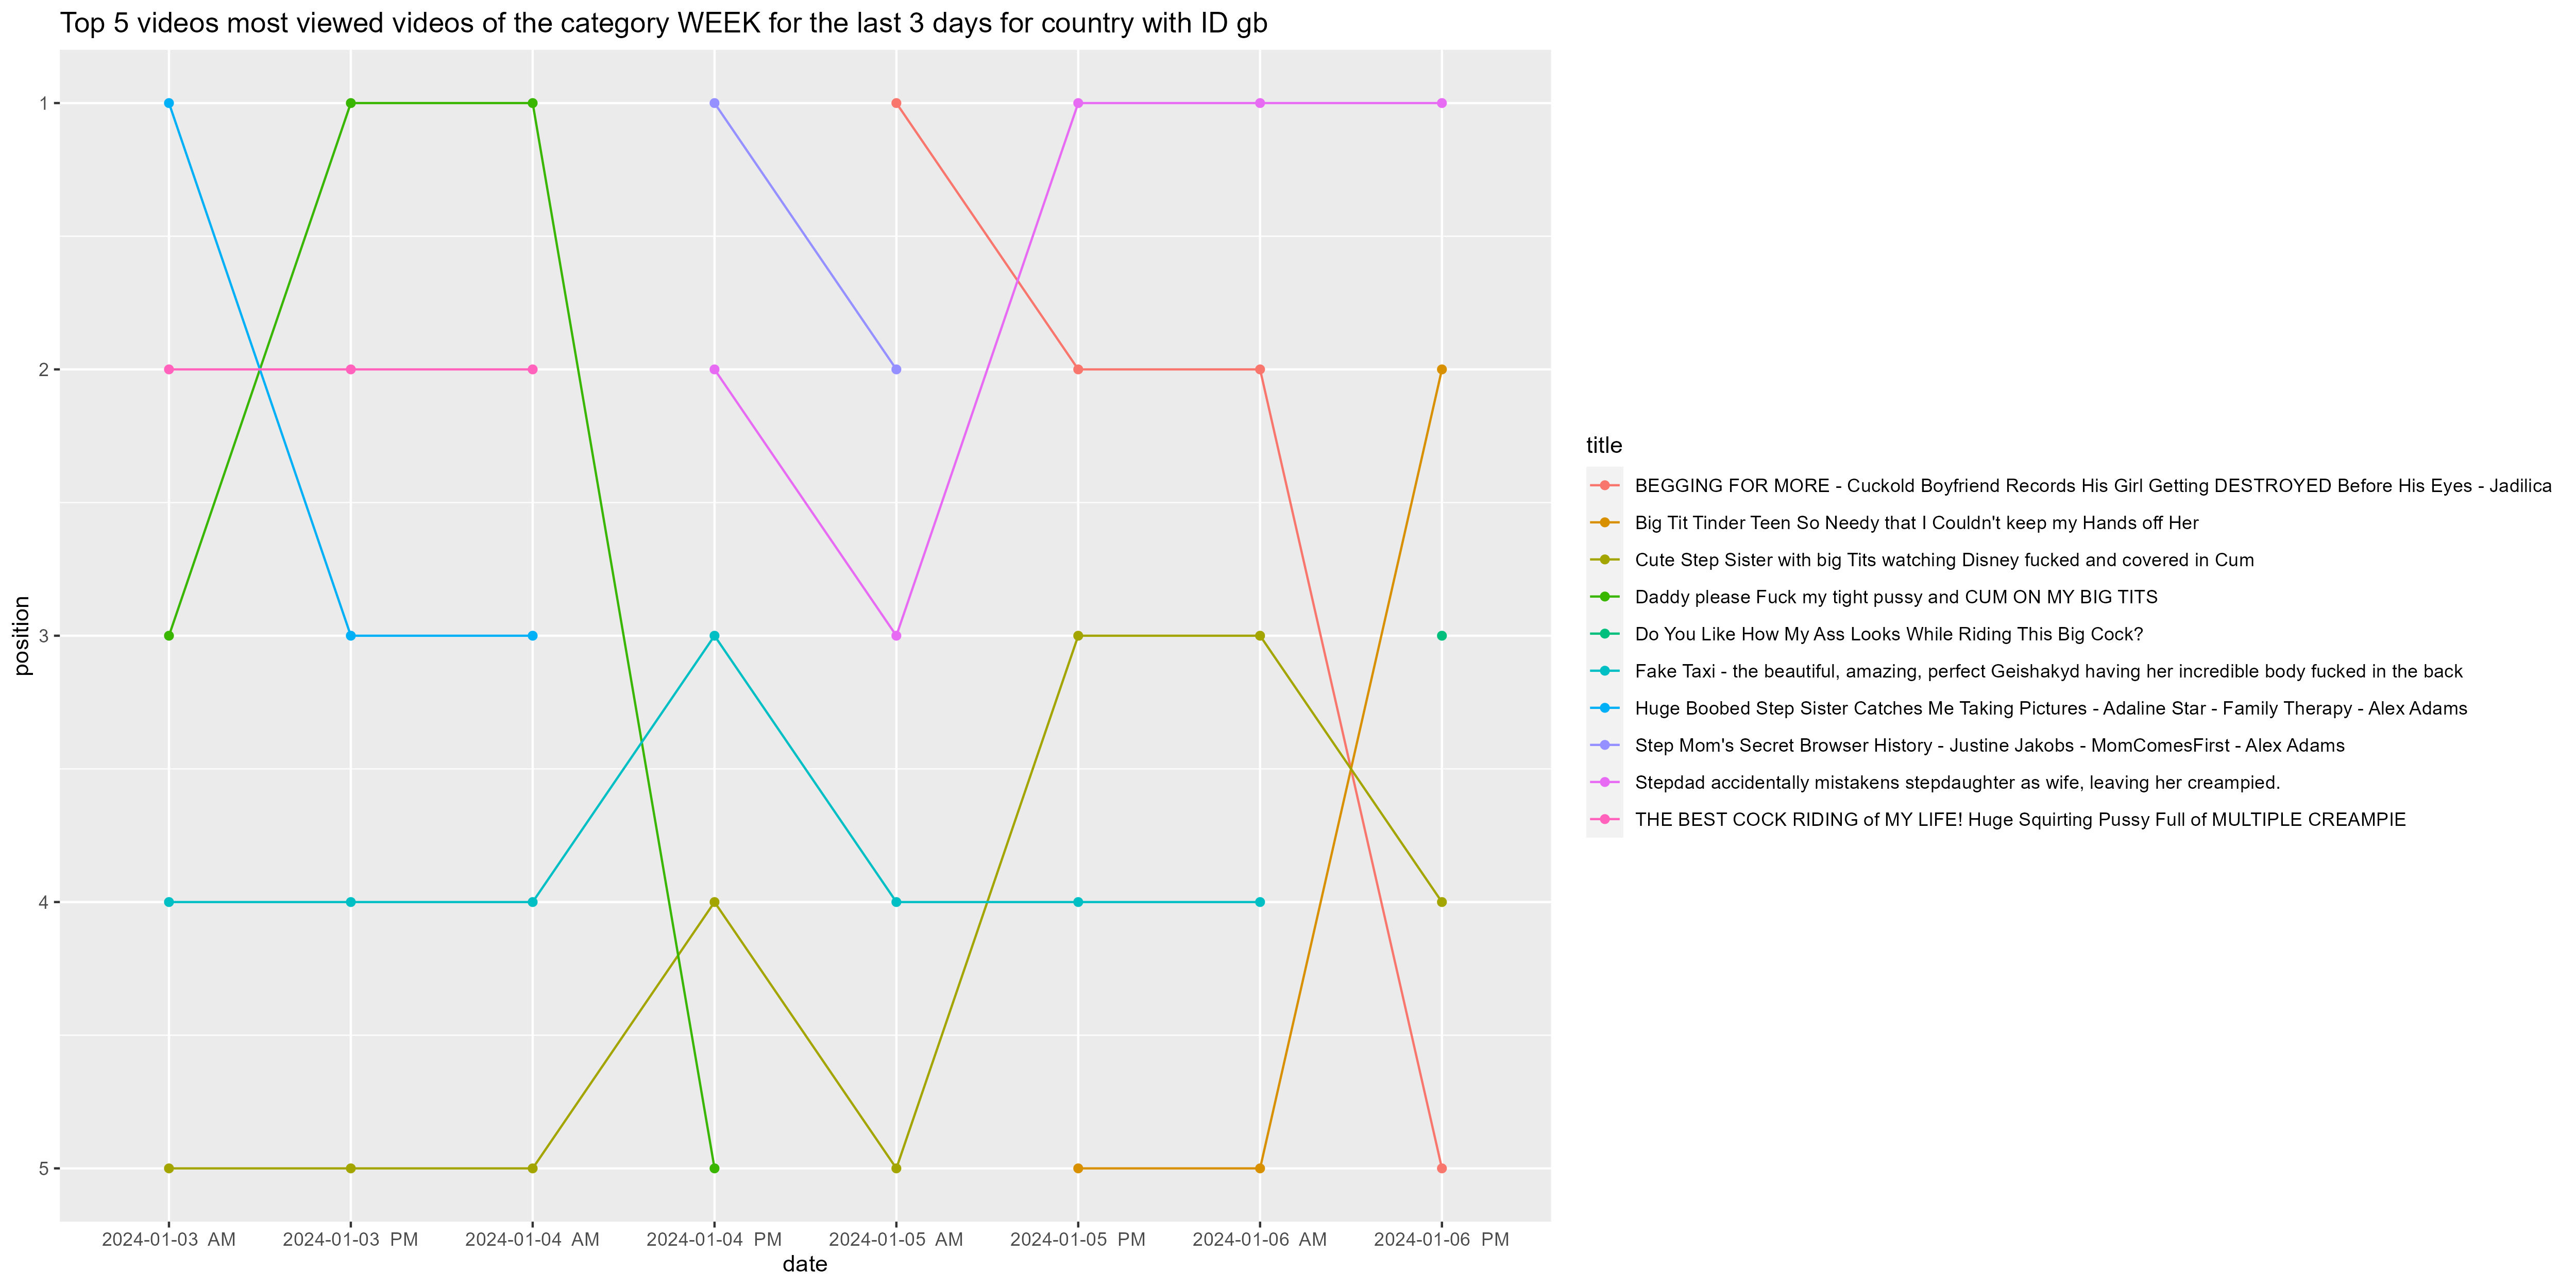 Top 5 videos most viewed videos of the category WEEK for the last 3 days for country with ID gb
position
1
2
3
4
5
2024-01-03 AM
2024-01-03 PM
2024-01-04 AM
2024-01-04 PM
2024-01-05 AM
2024-01-05 PM
2024-01-06 AM
2024-01-06 PM
date
title
BEGGING FOR MORE - Cuckold Boyfriend Records His Girl Getting DESTROYED Before His Eyes - Jadilica
Big Tit Tinder Teen So Needy that I Couldn't keep my Hands off Her
Cute Step Sister with big Tits watching Disney fucked and covered in Cum
Daddy please Fuck my tight pussy and CUM ON MY BIG TITS
Do You Like How My Ass Looks While Riding This Big Cock?
Fake Taxi - the beautiful, amazing, perfect Geishakyd having her incredible body fucked in the back
Huge Boobed Step Sister Catches Me Taking Pictures - Adaline Star - Family Therapy - Alex Adams
Step Mom's Secret Browser History - Justine Jakobs - MomComesFirst - Alex Adams
Stepdad accidentally mistakens stepdaughter as wife, leaving her creampied.
THE BEST COCK RIDING of MY LIFE! Huge Squirting Pussy Full of MULTIPLE CREAMPIE